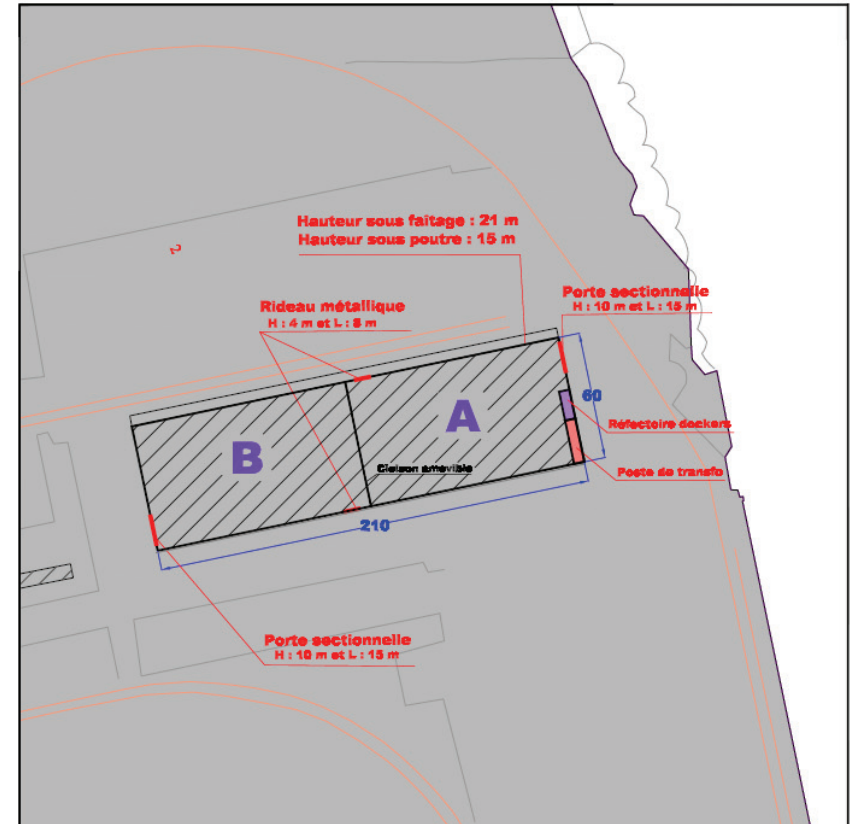 Hauteur sous faîtage : 21 m
Hauteur sous poutre : 15 m
2
Porte sectionnelle
H : 10 m et L : 15 m
Rideau métallique
H : 4 m et L : 5 m
A
60
Réfectoire dockers
B
Cloison amovible
Poste de transfo
210
Porte sectionnelle
H : 10 m et L : 15 m